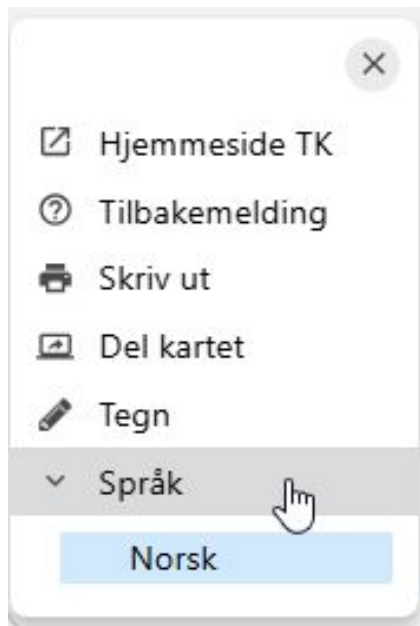 Hjemmeside TK
Tilbakemelding
Skriv ut
Del kartet
Tegn
Språk
Norsk